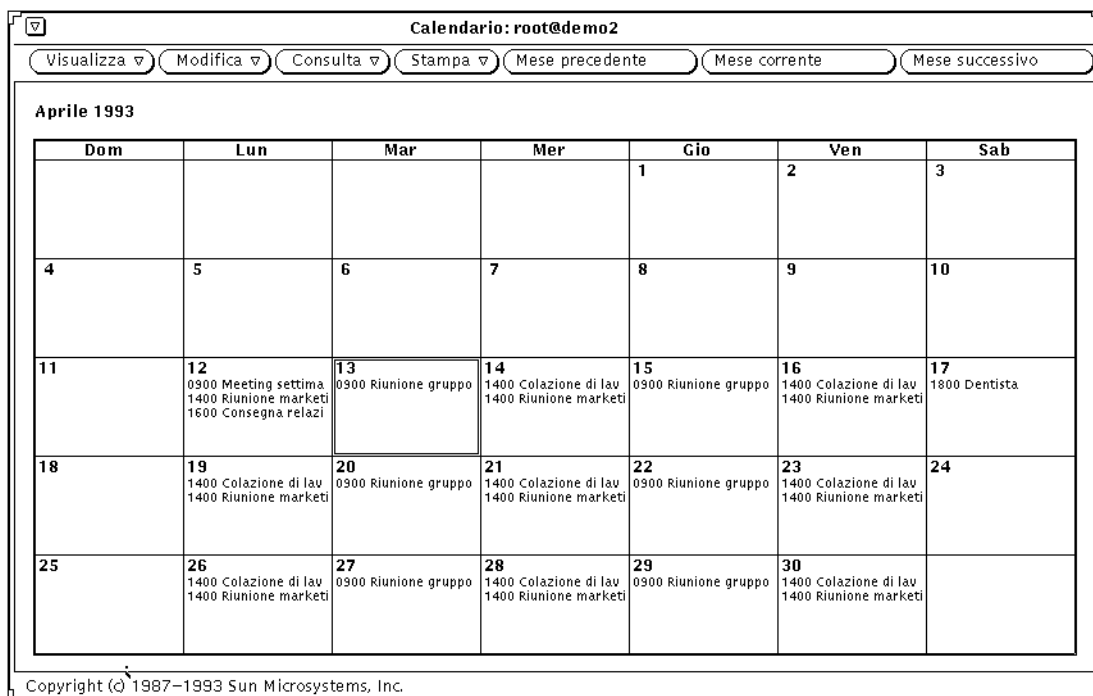 Calendario: root@demo2
Visualizza Modifica Consulta Stampa Mese precedente Mese corrente Mese successivo
Aprile 1993
Dom Lun Mar Mer Gio Ven Sab
1 2 3
4 5 6 7 8 9 10
11 12 13 14 15 16 17
0900 Meeting settima 0900 Riunione gruppo 1400 Colazione di lav 0900 Riunione gruppo 1400 Colazione di lav 1800 Dentista
1400 Riunione marketi 1400 Riunione marketi 1400 Riunione marketi
1600 Consegna relazi
18 19 20 21 22 23 24
1400 Colazione di lav 0900 Riunione gruppo 1400 Colazione di lav 0900 Riunione gruppo 1400 Colazione di lav
1400 Riunione marketi 1400 Riunione marketi 1400 Riunione marketi
25 26 27 28 29 30
1400 Colazione di lav 0900 Riunione gruppo 1400 Colazione di lav 0900 Riunione gruppo 1400 Colazione di lav
1400 Riunione marketi 1400 Riunione marketi 1400 Riunione marketi
Copyright (c) 1987-1993 Sun Microsystems, Inc.